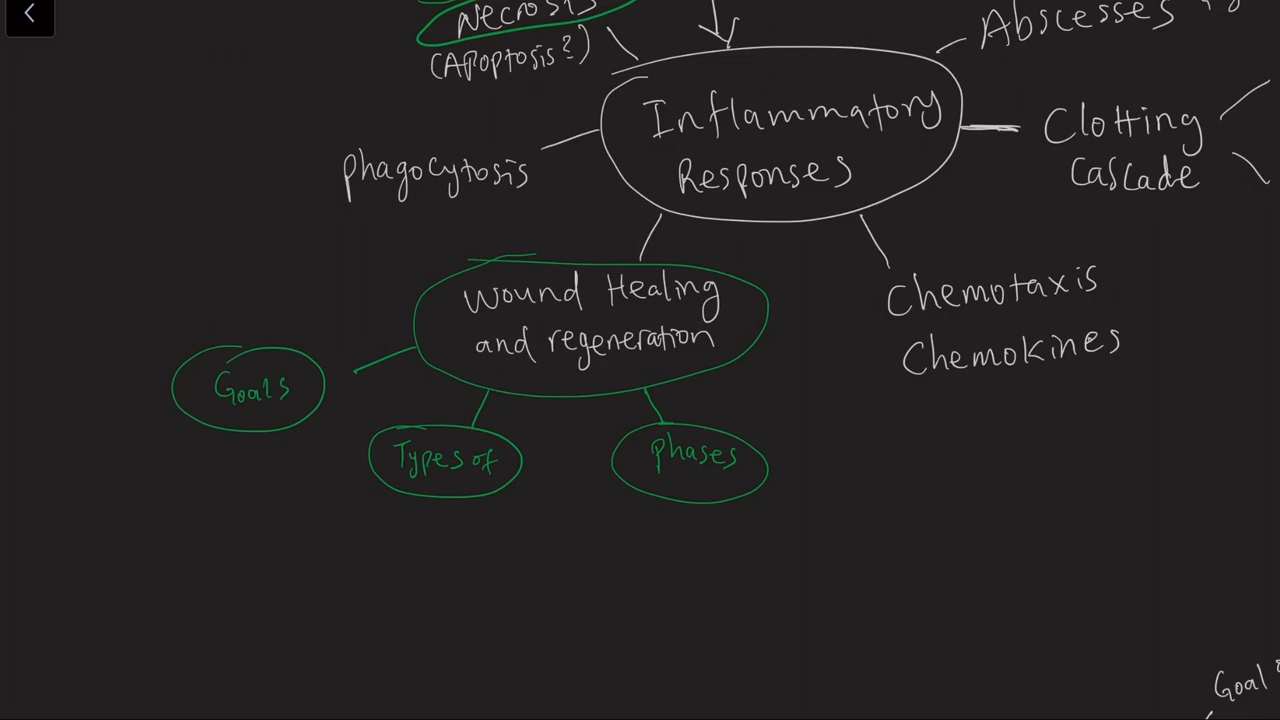 Necrosis
(Apoptosis?)
Abscesses
Inflammatory
Responses
Clotting
Cascade
phagocytosis
Wound Healing
and regeneration
Chemotaxis
Chemokines
Goals
Types of
Phases
Goal